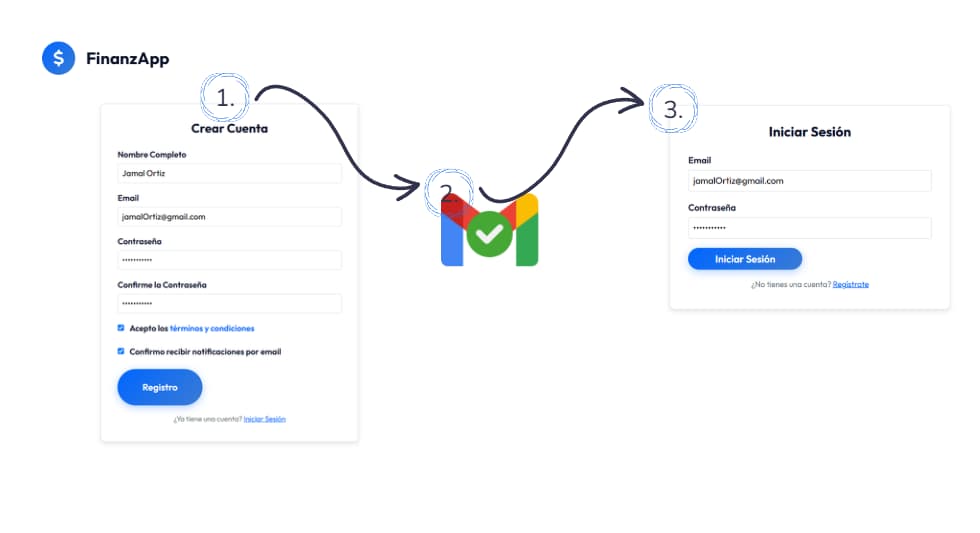 $ FinanzApp
1.
Crear Cuenta
Nombre Completo
Jamal Ortiz
Email
jamalOrtiz@gmail.com
Contraseña
•••••••••••
Confirme la Contraseña
•••••••••••
Acepto los términos y condiciones
Confirmo recibir notificaciones por email
Registro
¿Ya tiene una cuenta? Iniciar Sesión
2.
3.
Iniciar Sesión
Email
jamalOrtiz@gmail.com
Contraseña
•••••••••••
Iniciar Sesión
¿No tienes una cuenta? Regístrate